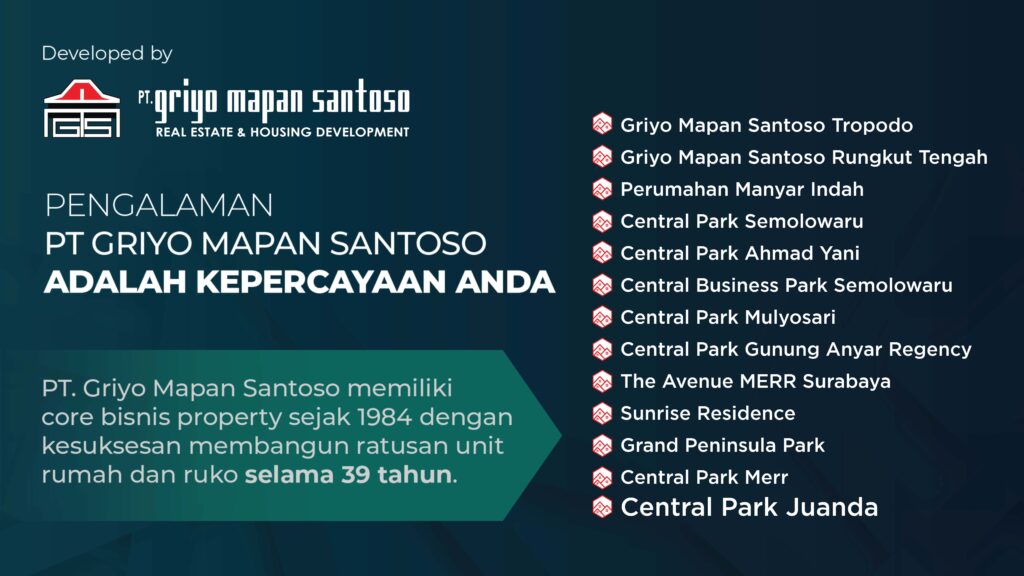 Developed by
PT. griyo mapan santoso
REAL ESTATE & HOUSING DEVELOPMENT
PENGALAMAN
PT GRIYO MAPAN SANTOSO
ADALAH KEPERCAYAAN ANDA
PT. Griyo Mapan Santoso memiliki
core bisnis property sejak 1984 dengan
kesuksesan membangun ratusan unit
rumah dan ruko selama 39 tahun.
Griyo Mapan Santoso Tropodo
Griyo Mapan Santoso Rungkut Tengah
Perumahan Manyar Indah
Central Park Semolowaru
Central Park Ahmad Yani
Central Business Park Semolowaru
Central Park Mulyosari
Central Park Gunung Anyar Regency
The Avenue MERR Surabaya
Sunrise Residence
Grand Peninsula Park
Central Park Merr
Central Park Juanda